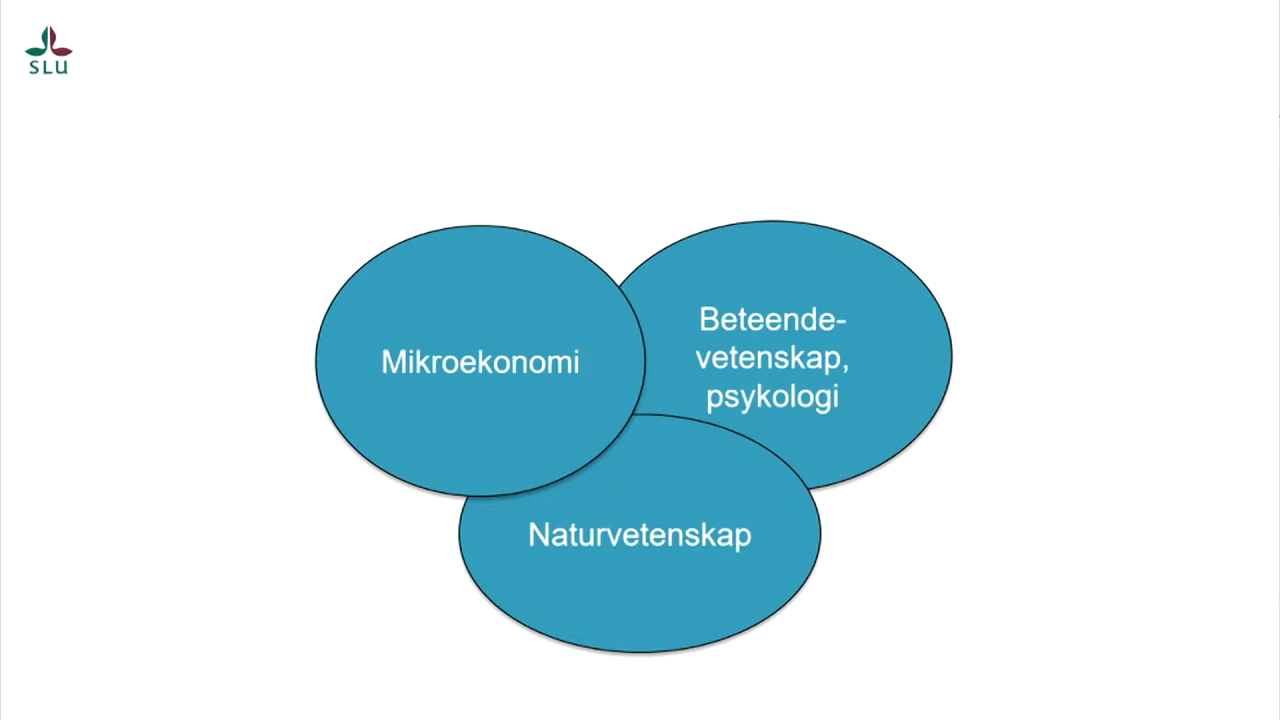 SLU
Mikroekonomi
Beteende-
vetenskap,
psykologi
Naturvetenskap